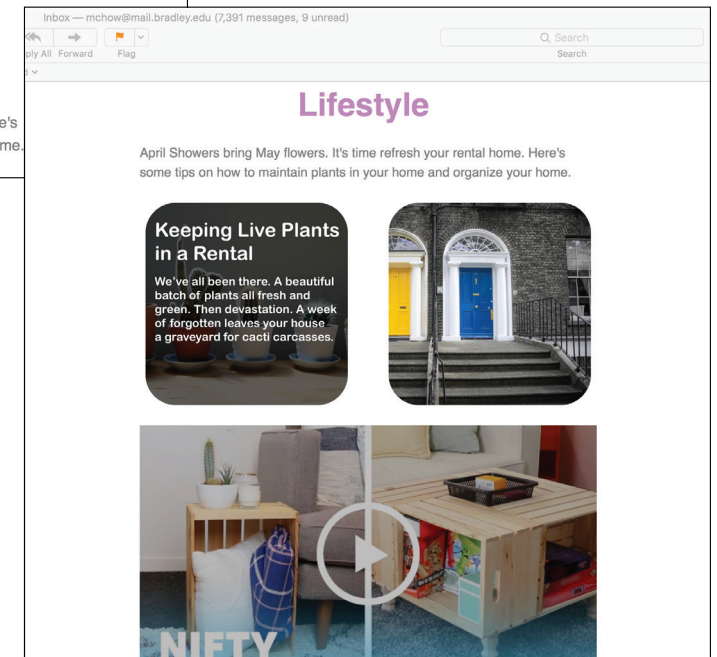 Inbox — mchow@mail.bradley.edu (7,391 messages, 9 unread)
Search
ply All Forward Flag Search
e's
me.
Lifestyle
April Showers bring May flowers. It's time refresh your rental home. Here's
some tips on how to maintain plants in your home and organize your home.
Keeping Live Plants
in a Rental
We've all been there. A beautiful
batch of plants all fresh and
green. Then devastation. A week
of forgotten leaves your house
a graveyard for cacti carcasses.
NIFTY